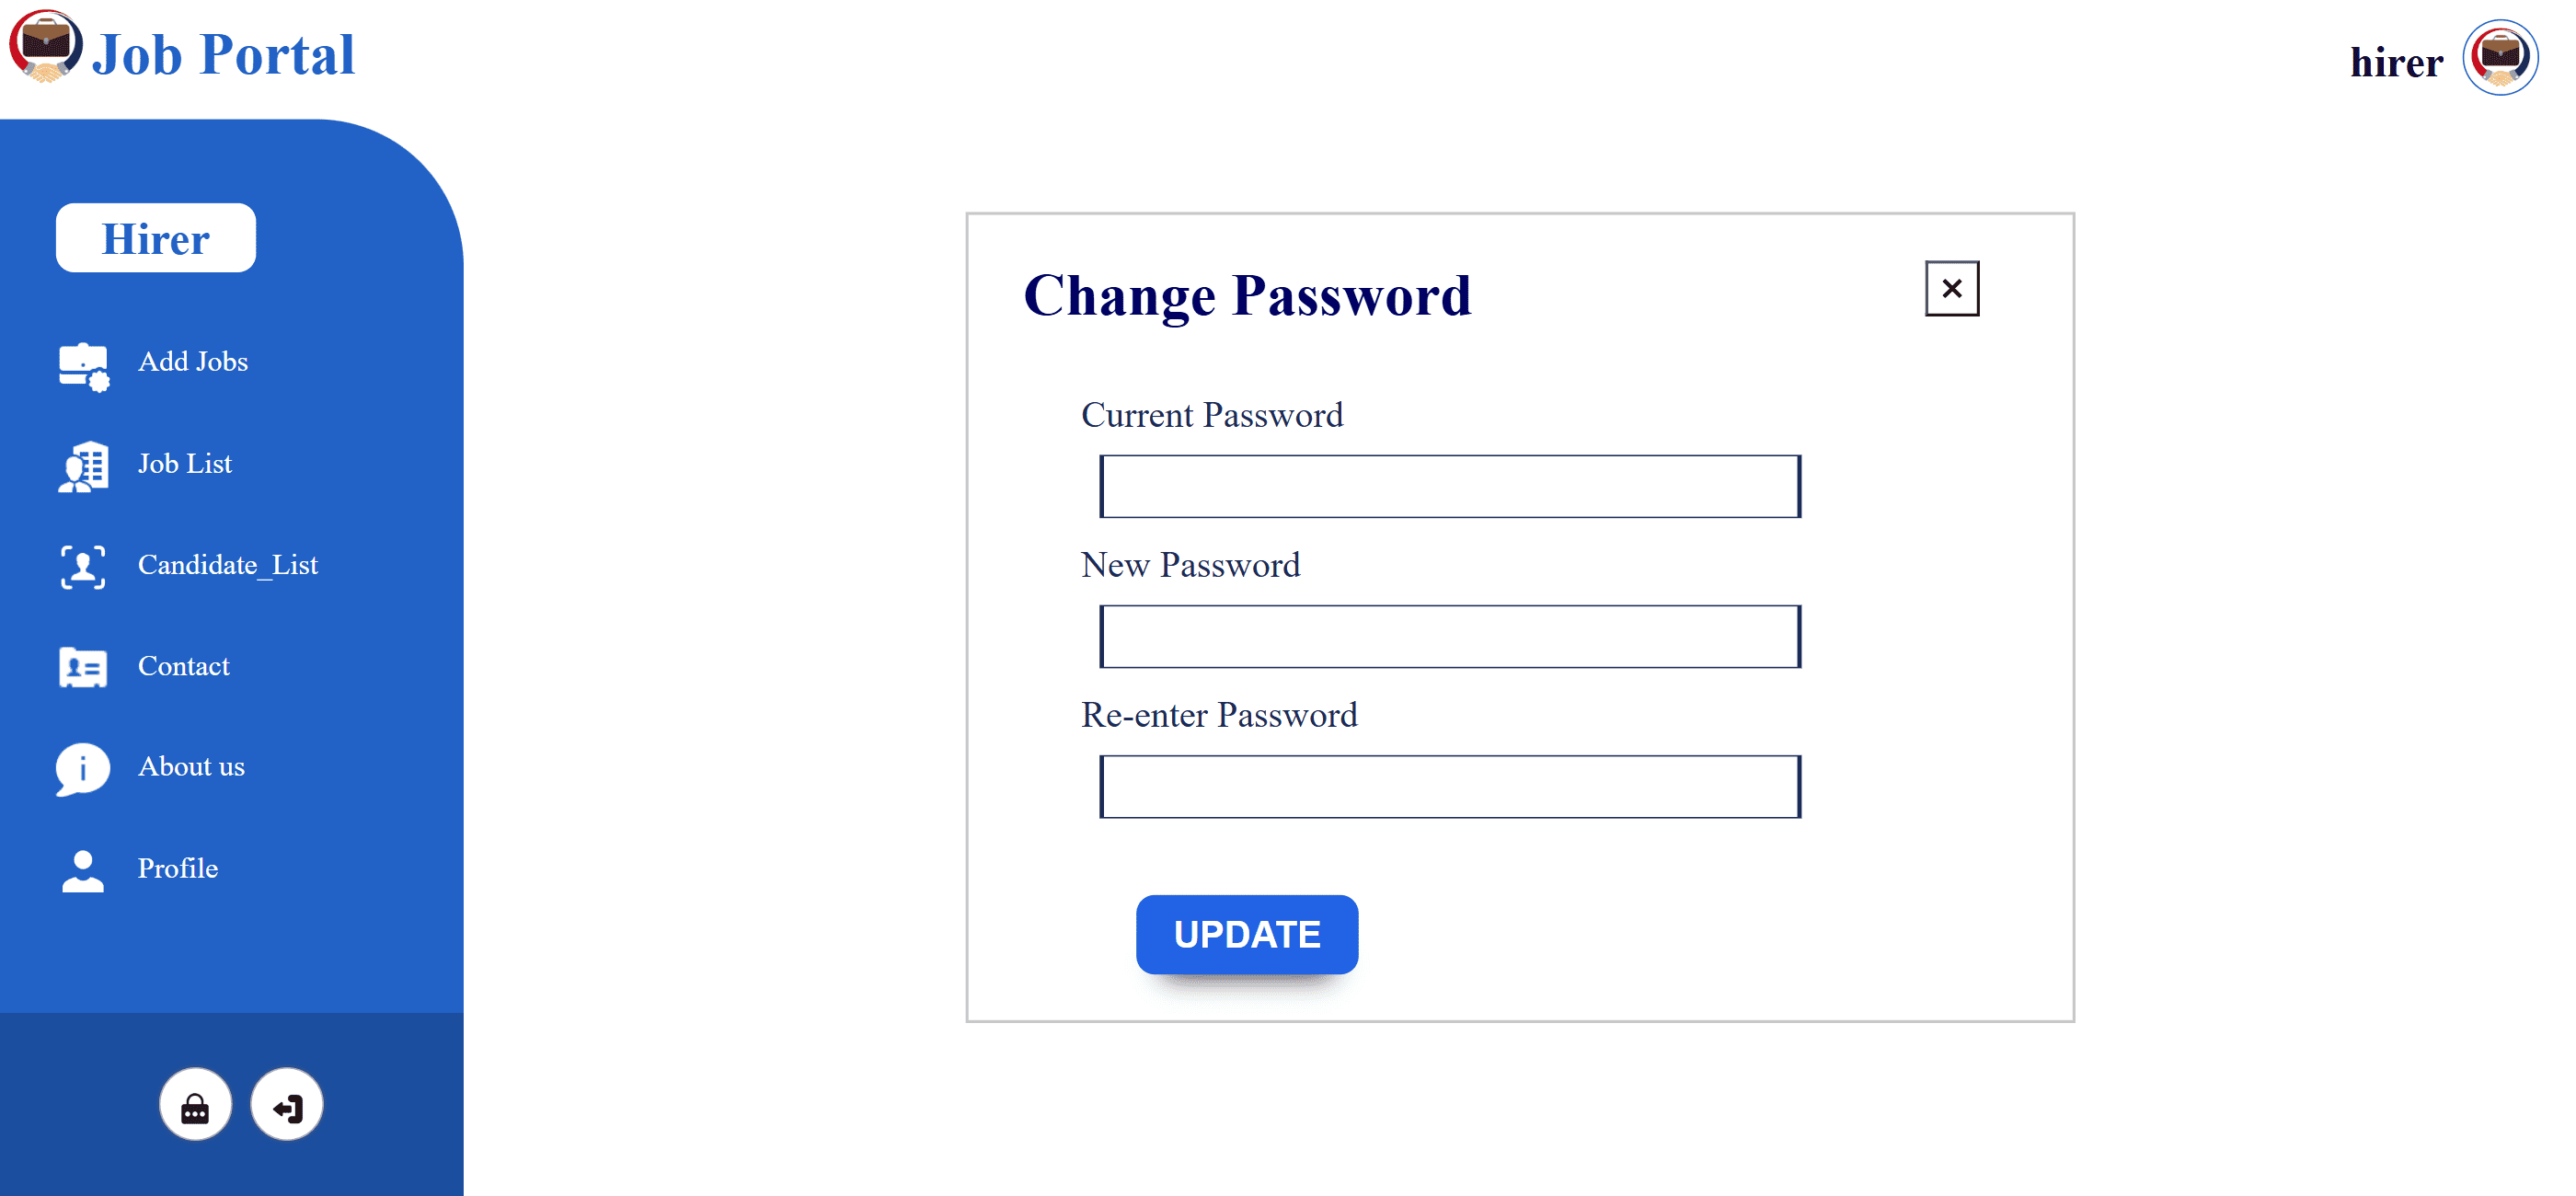 Job Portal
hirer
Hirer
Add Jobs
Job List
Candidate_List
Contact
About us
Profile
Change Password
Current Password
New Password
Re-enter Password
UPDATE